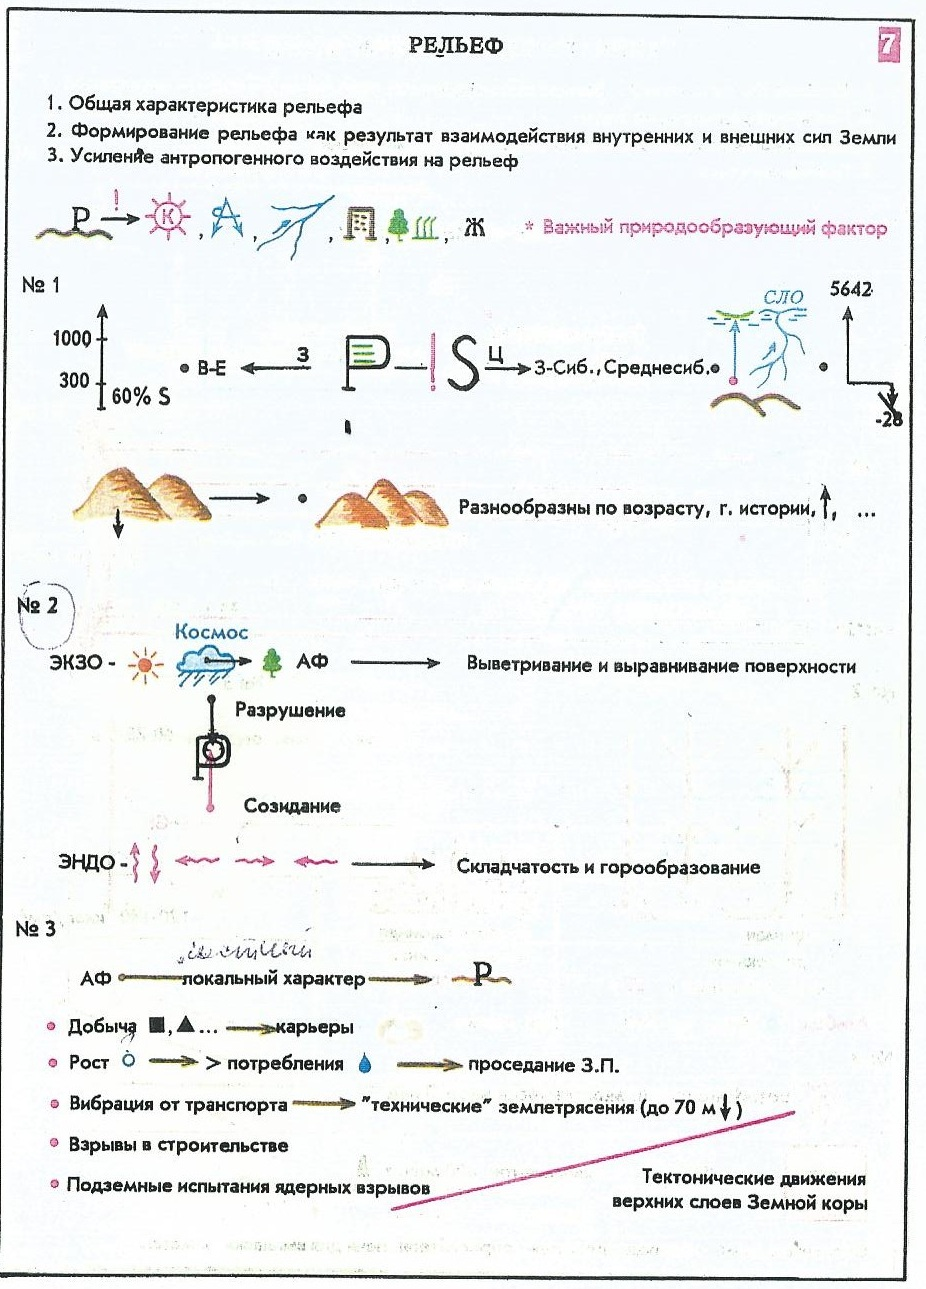 РЕЛЬЕФ
7
1. Общая характеристика рельефа
2. Формирование рельефа как результат взаимодействия внутренних и внешних сил Земли
3. Усиление антропогенного воздействия на рельеф
Р ! К , А , , П , , Ж * Важный природообразующий фактор
№ 1
СЛО 5642
1000
300
60% S
В-Е З Р — ! S Ц З-Сиб., Среднесиб.
-28
Разнообразны по возрасту, г. истории, , ...
№ 2
Космос
ЭКЗО - АФ Выветривание и выравнивание поверхности
Разрушение
Р
Созидание
ЭНДО - Складчатость и горообразование
№ 3
"местный
АФ локальный характер Р
Добыча ■, ▲... карьеры
Рост > потребления проседание З.П.
Вибрация от транспорта "технические" землетрясения (до 70 м↓)
Взрывы в строительстве
Подземные испытания ядерных взрывов
Тектонические движения
верхних слоев Земной коры